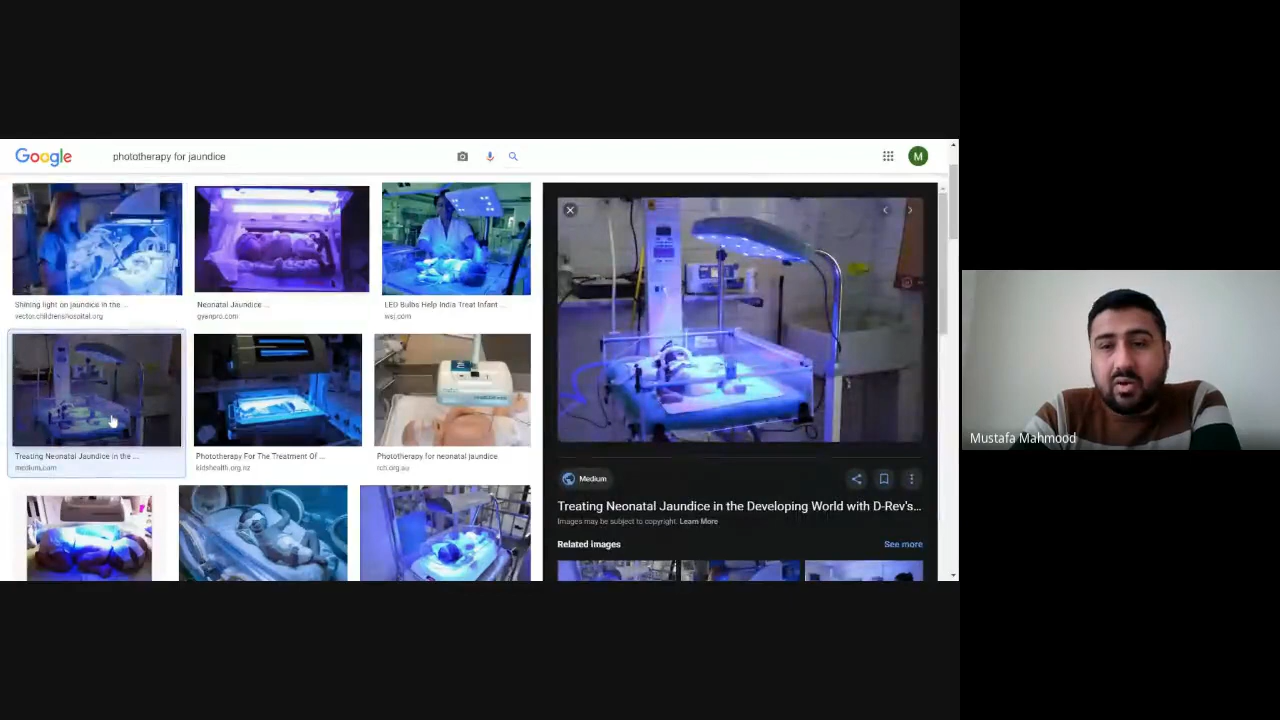 Google
phototherapy for jaundice
M
Shining light on jaundice in the ...
vector.childrenshospital.org
Neonatal Jaundice ...
gyanpro.com
LED Bulbs Help India Treat Infant ...
wsj.com
Treating Neonatal Jaundice in the ...
medium.com
Phototherapy For The Treatment Of ...
kidshealth.org.nz
Phototherapy for neonatal jaundice
rch.org.au
Medium
Treating Neonatal Jaundice in the Developing World with D-Rev's...
Images may be subject to copyright. Learn More
Related images
See more
Mustafa Mahmood